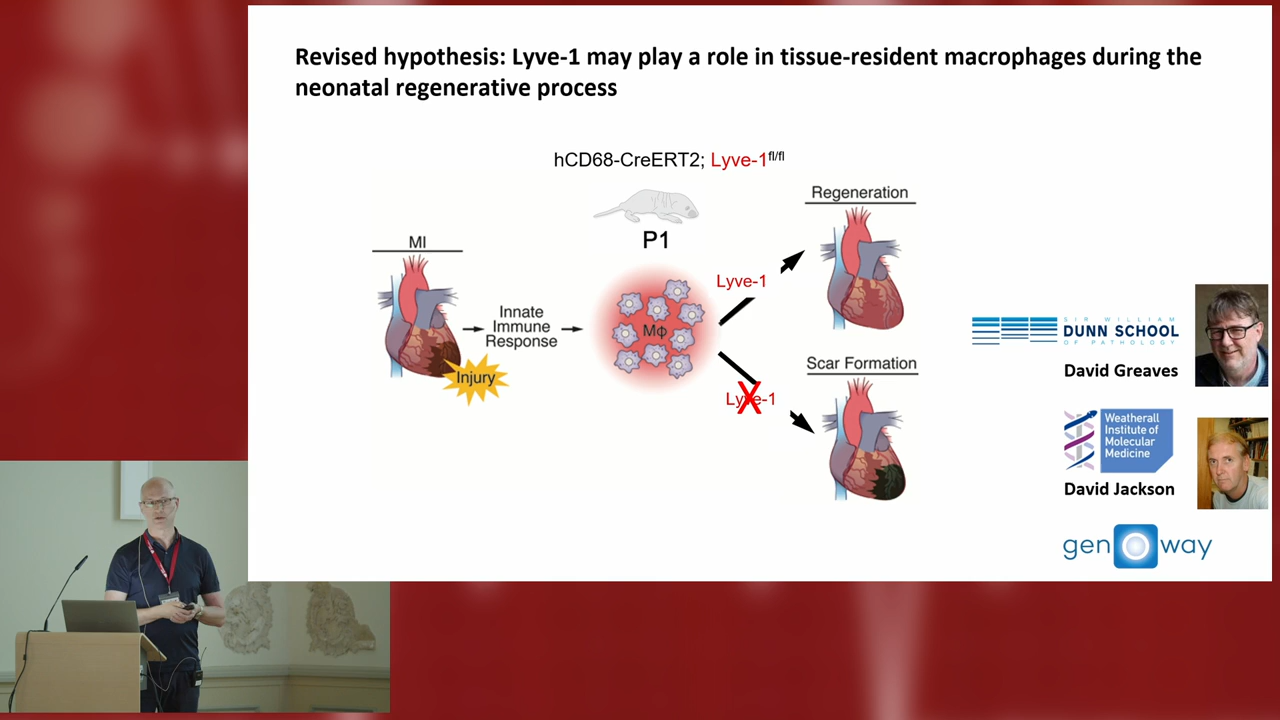 Revised hypothesis: Lyve-1 may play a role in tissue-resident macrophages during the
neonatal regenerative process
hCD68-CreERT2; Lyve-1fl/fl
P1
MI
Injury
Innate
Immune
Response
Mφ
Lyve-1
Lyve-1
Regeneration
Scar Formation
SIR WILLIAM
DUNN SCHOOL
OF PATHOLOGY
David Greaves
Weatherall
Institute of
Molecular
Medicine
David Jackson
genOway